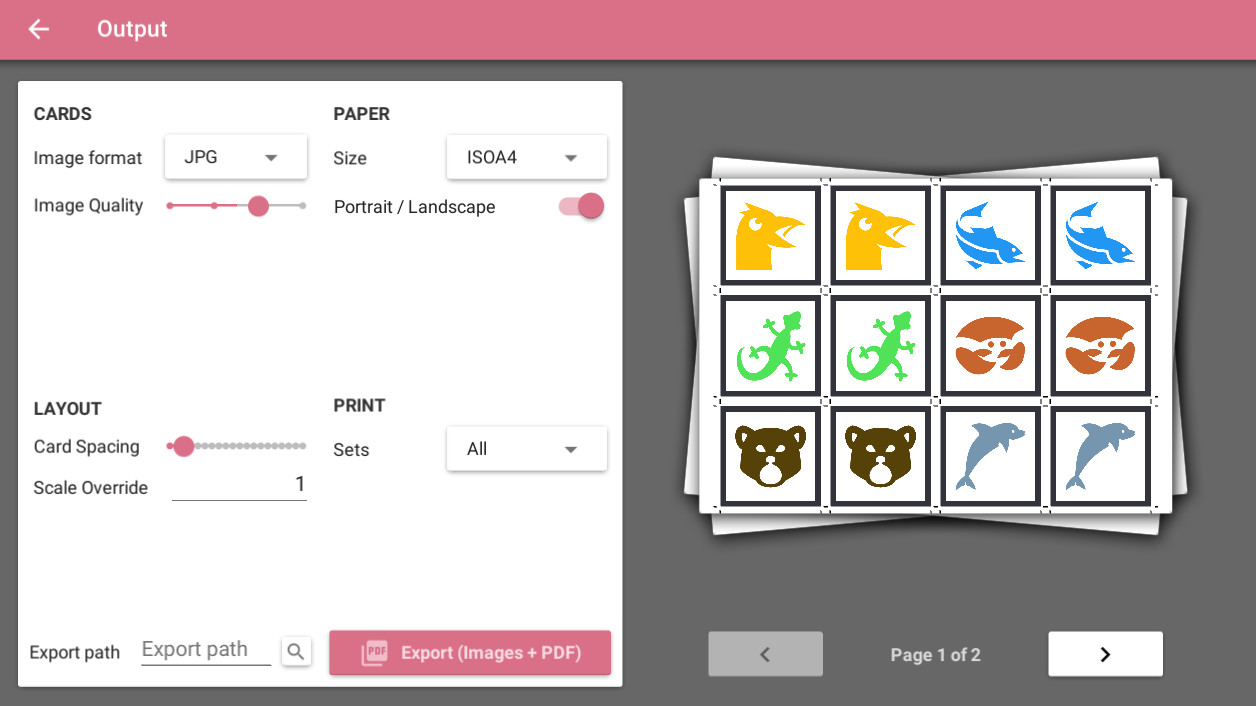 Output
CARDS
Image format JPG
Image Quality
PAPER
Size ISOA4
Portrait / Landscape
LAYOUT
Card Spacing
Scale Override 1
PRINT
Sets All
Export path Export path
PDF Export (Images + PDF)
Page 1 of 2